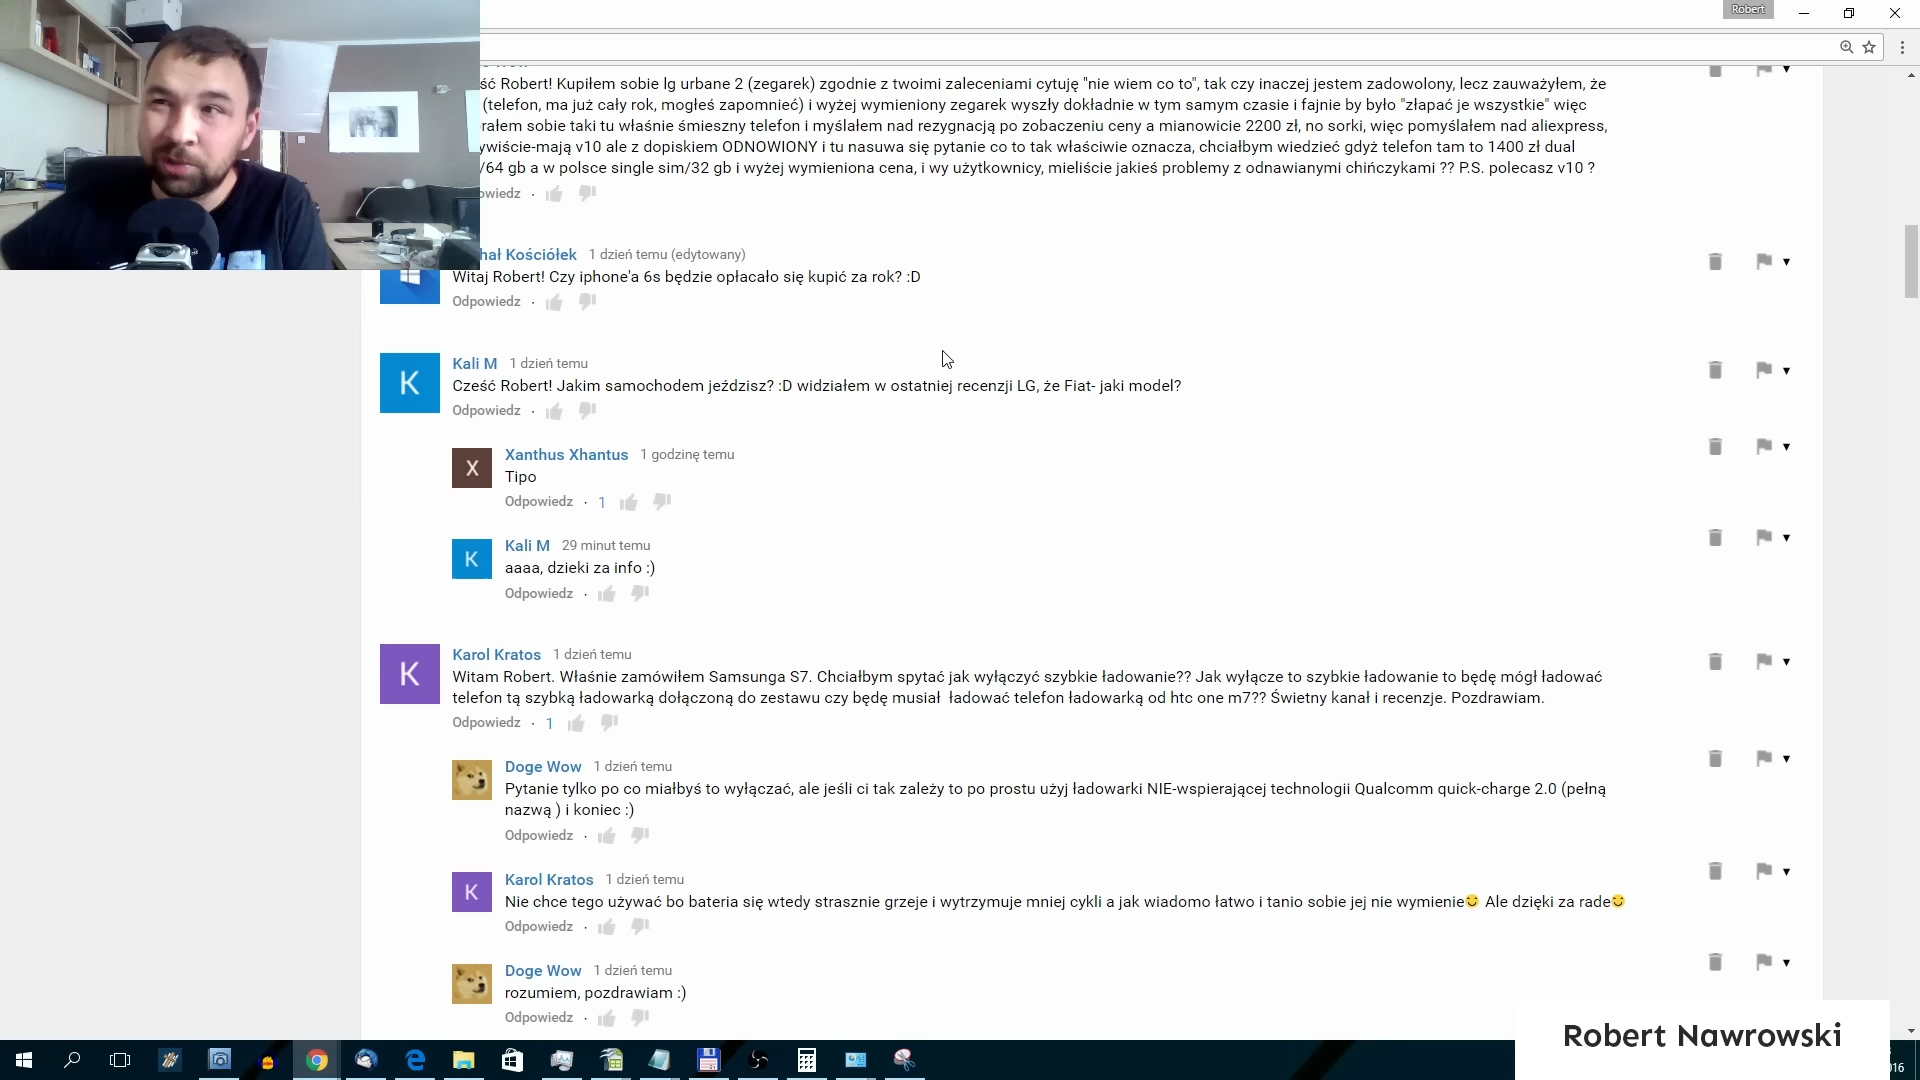 Robert
ść Robert! Kupiłem sobie lg urbane 2 (zegarek) zgodnie z twoimi zaleceniami cytuję "nie wiem co to", tak czy inaczej jestem zadowolony, lecz zauważyłem, że
(telefon, ma już cały rok, mogłeś zapomnieć) i wyżej wymieniony zegarek wyszły dokładnie w tym samym czasie i fajnie by było "złapać je wszystkie" więc
rałem sobie taki tu właśnie śmieszny telefon i myślałem nad rezygnacją po zobaczeniu ceny a mianowicie 2200 zł, no sorki, więc pomyślałem nad aliexpress,
ywiście-mają v10 ale z dopiskiem ODNOWIONY i tu nasuwa się pytanie co to tak właściwie oznacza, chciałbym wiedzieć gdyż telefon tam to 1400 zł dual
/64 gb a w polsce single sim/32 gb i wyżej wymieniona cena, i wy użytkownicy, mieliście jakieś problemy z odnawianymi chińczykami ?? P.S. polecasz v10 ?
owiedz ·
hał Kościółek 1 dzień temu (edytowany)
Witaj Robert! Czy iphone'a 6s będzie opłacało się kupić za rok? :D
Odpowiedz ·
K
Kali M 1 dzień temu
Cześć Robert! Jakim samochodem jeździsz? :D widziałem w ostatniej recenzji LG, że Fiat- jaki model?
Odpowiedz ·
X
Xanthus Xhantus 1 godzinę temu
Tipo
Odpowiedz · 1
K
Kali M 29 minut temu
aaaa, dzieki za info :)
Odpowiedz ·
K
Karol Kratos 1 dzień temu
Witam Robert. Właśnie zamówiłem Samsunga S7. Chciałbym spytać jak wyłączyć szybkie ładowanie?? Jak wyłącze to szybkie ładowanie to będę mógł ładować
telefon tą szybką ładowarką dołączoną do zestawu czy będę musiał ładować telefon ładowarką od htc one m7?? Świetny kanał i recenzje. Pozdrawiam.
Odpowiedz · 1
Doge Wow 1 dzień temu
Pytanie tylko po co miałbyś to wyłączać, ale jeśli ci tak zależy to po prostu użyj ładowarki NIE-wspierającej technologii Qualcomm quick-charge 2.0 (pełną
nazwą ) i koniec :)
Odpowiedz ·
K
Karol Kratos 1 dzień temu
Nie chce tego używać bo bateria się wtedy strasznie grzeje i wytrzymuje mniej cykli a jak wiadomo łatwo i tanio sobie jej nie wymienie Ale dzięki za rade
Odpowiedz ·
Doge Wow 1 dzień temu
rozumiem, pozdrawiam :)
Odpowiedz ·
Robert Nawrowski
016